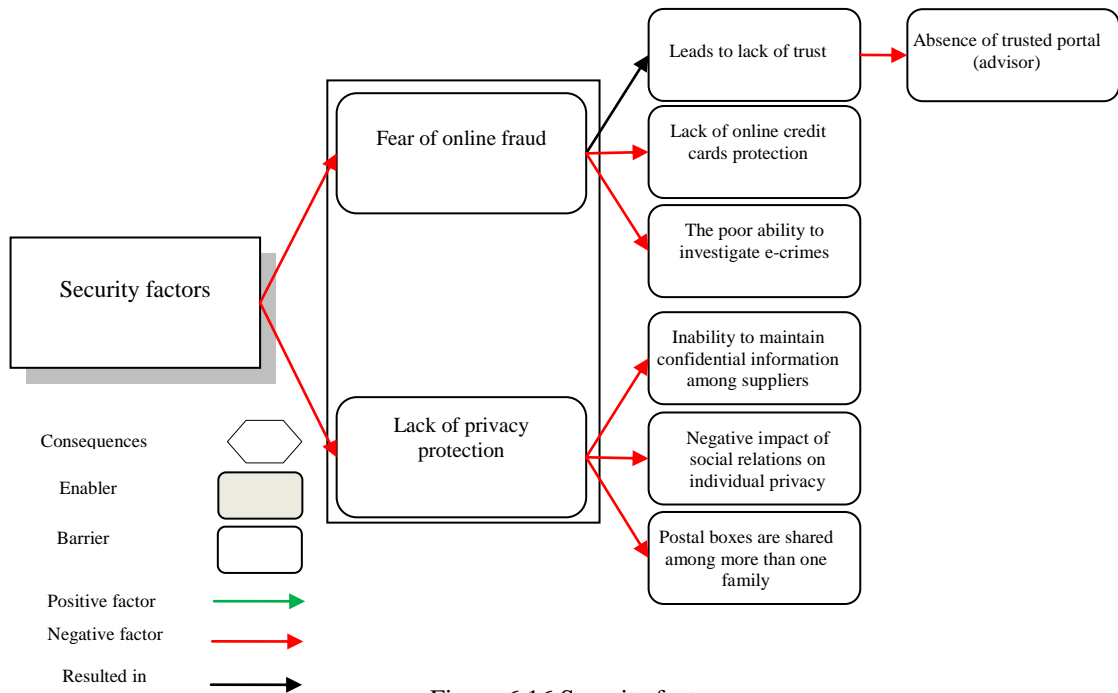 Leads to lack of trust
Absence of trusted portal
(advisor)
Fear of online fraud
Lack of online credit
cards protection
The poor ability to
investigate e-crimes
Security factors
Inability to maintain
confidential information
among suppliers
Lack of privacy
protection
Negative impact of
social relations on
individual privacy
Postal boxes are shared
among more than one
family
Consequences
Enabler
Barrier
Positive factor
Negative factor
Resulted in